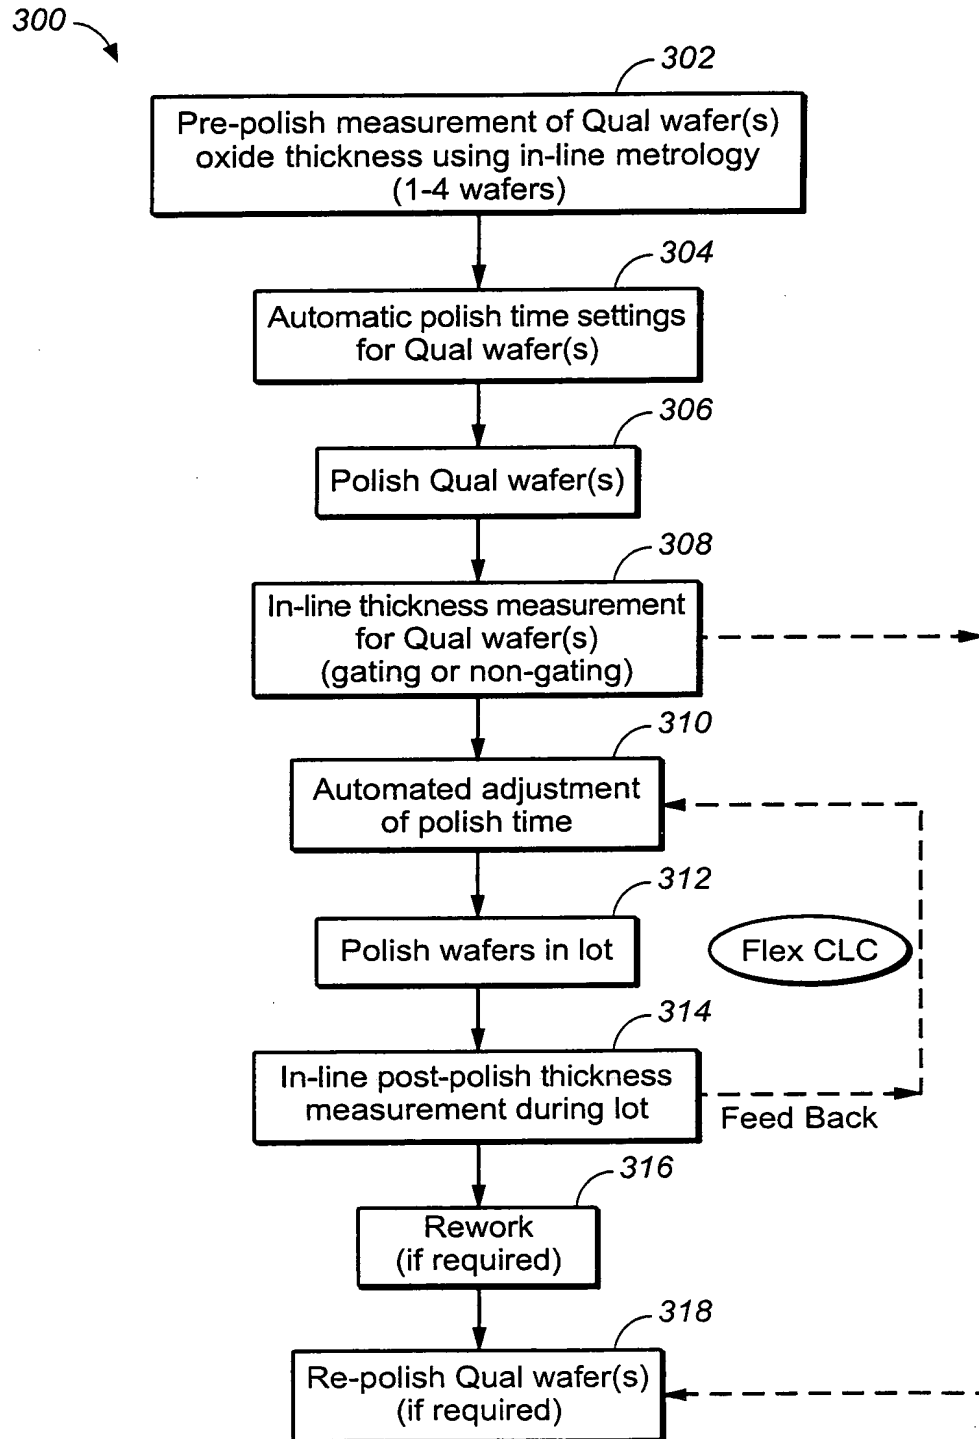 300
302
Pre-polish measurement of Qual wafer(s)
oxide thickness using in-line metrology
(1-4 wafers)
304
Automatic polish time settings
for Qual wafer(s)
306
Polish Qual wafer(s)
308
In-line thickness measurement
for Qual wafer(s)
(gating or non-gating)
310
Automated adjustment
of polish time
312
Polish wafers in lot
Flex CLC
314
In-line post-polish thickness
measurement during lot
Feed Back
316
Rework
(if required)
318
Re-polish Qual wafer(s)
(if required)